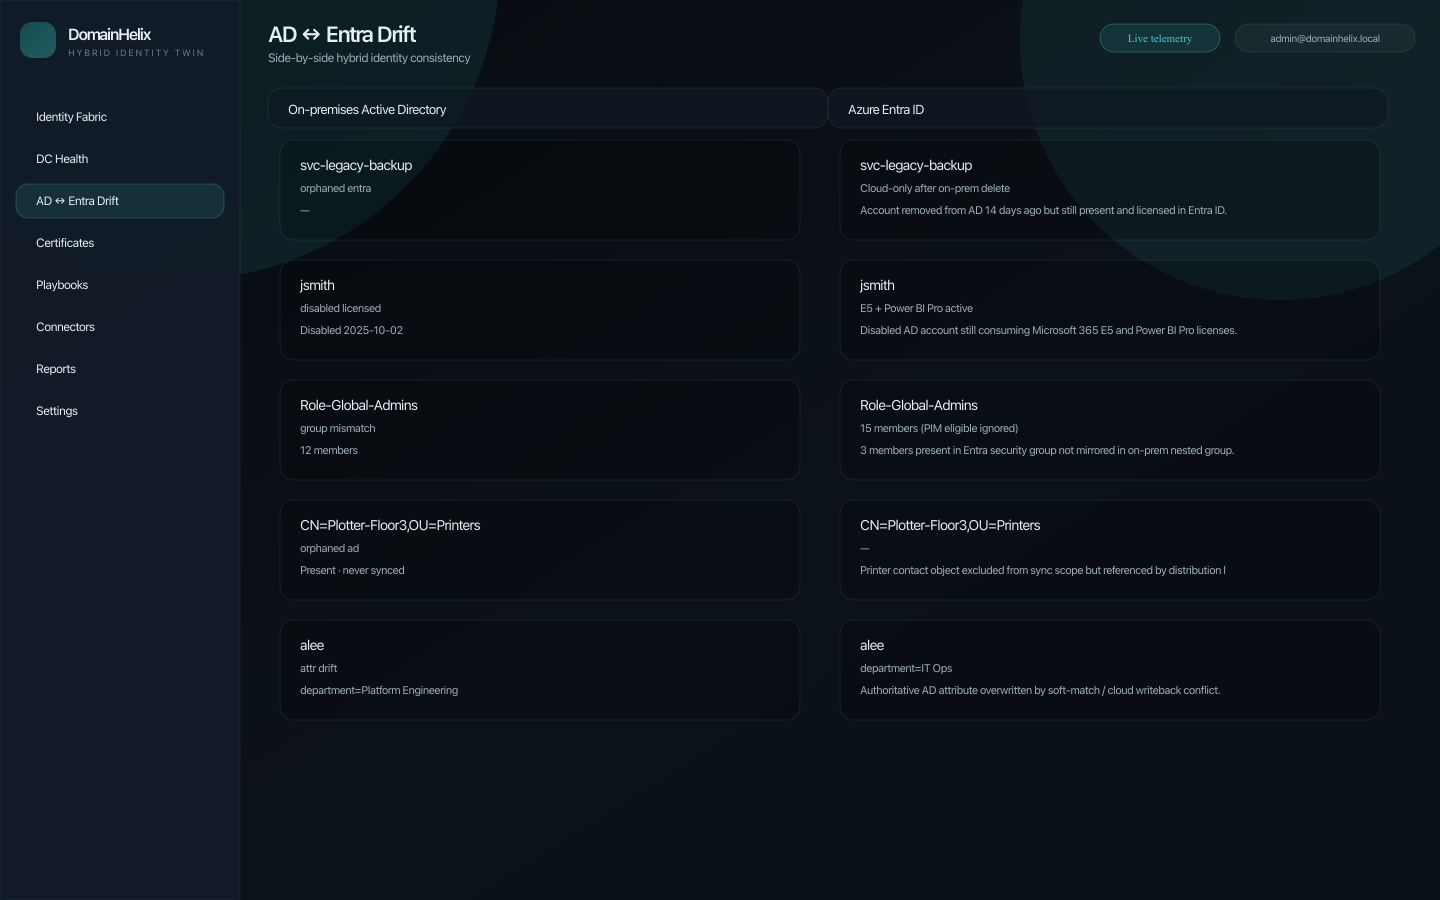 DomainHelix
HYBRID IDENTITY TWIN
Identity Fabric
DC Health
AD ↔ Entra Drift
Certificates
Playbooks
Connectors
Reports
Settings
AD ↔ Entra Drift
Side-by-side hybrid identity consistency
Live telemetry
admin@domainhelix.local
On-premises Active Directory
Azure Entra ID
svc-legacy-backup
orphaned entra
—
svc-legacy-backup
Cloud-only after on-prem delete
Account removed from AD 14 days ago but still present and licensed in Entra ID.
jsmith
disabled licensed
Disabled 2025-10-02
jsmith
E5 + Power BI Pro active
Disabled AD account still consuming Microsoft 365 E5 and Power BI Pro licenses.
Role-Global-Admins
group mismatch
12 members
Role-Global-Admins
15 members (PIM eligible ignored)
3 members present in Entra security group not mirrored in on-prem nested group.
CN=Plotter-Floor3,OU=Printers
orphaned ad
Present · never synced
CN=Plotter-Floor3,OU=Printers
—
Printer contact object excluded from sync scope but referenced by distribution l
alee
attr drift
department=Platform Engineering
alee
department=IT Ops
Authoritative AD attribute overwritten by soft-match / cloud writeback conflict.